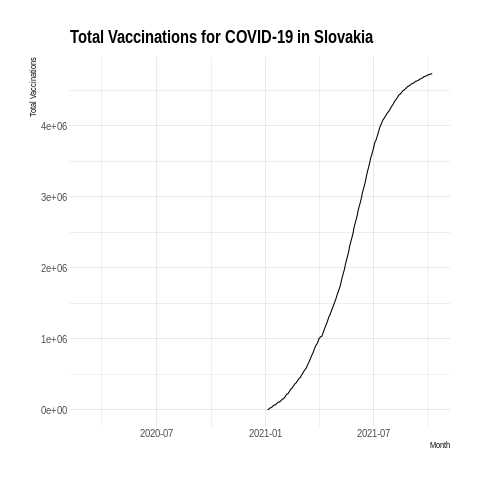 Total Vaccinations for COVID-19 in Slovakia
Total Vaccinations
4e+06
3e+06
2e+06
1e+06
0e+00
2020-07 2021-01 2021-07
Month